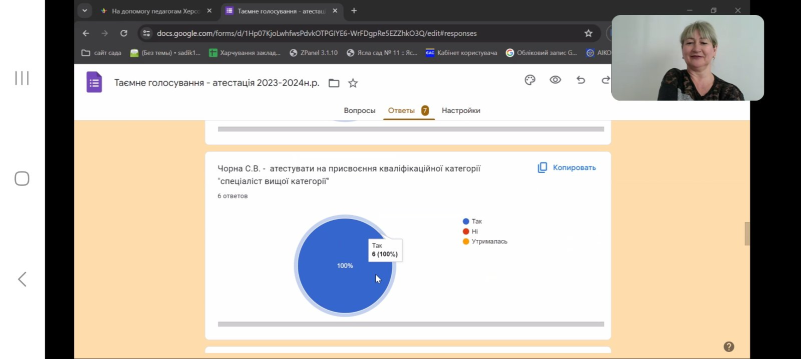 На допомогу педагогам Херс
Таємне голосування - атестац
docs.google.com/forms/d/1Hp07KjoLwhfwsPdvkOTPGIYE6-WrFDgpRe5EZZhkO3Q/edit#responses
сайт сада
(Без темы) - sadik1...
Харчування заклад...
ZPanel 3.1.10
Ясла сад № 11 :: Яс...
КАС Кабінет користувача
Обліковий запис G...
АІКО
Таємне голосування - атестація 2023-2024н.р.
Вопросы Ответы 7 Настройки
Чорна С.В. - атестувати на присвоєння кваліфікаційної категорії
"спеціаліст вищої категорії"
Копировать
6 ответов
Так
6 (100%)
100%
Так
Ні
Утрималась